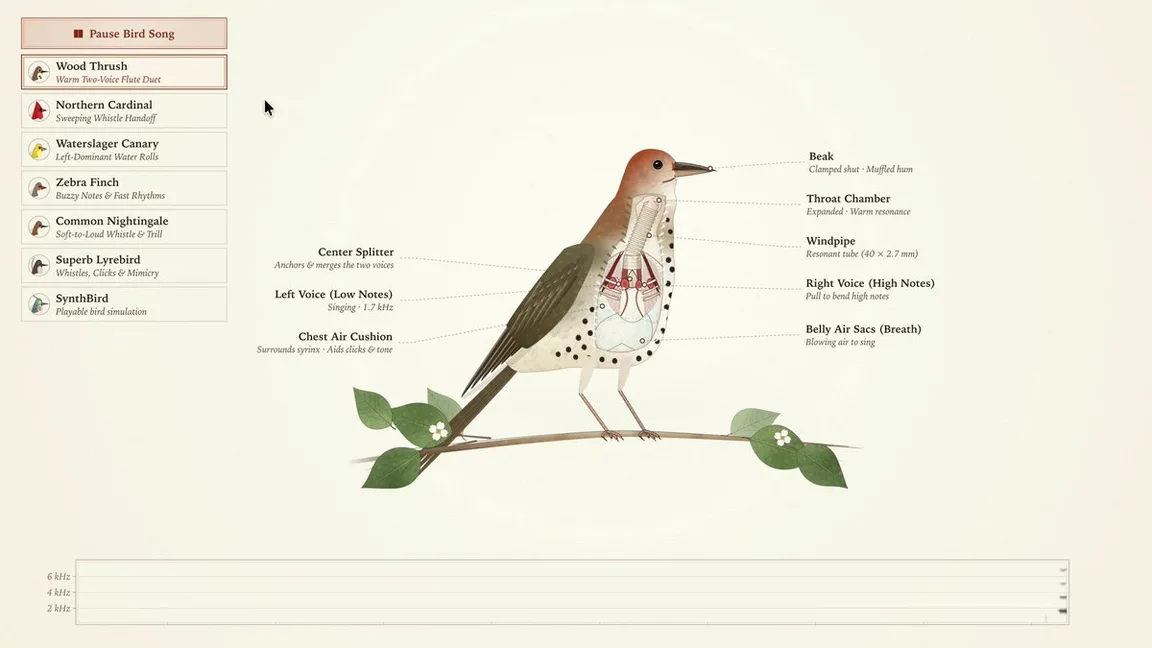 Pause Bird Song
Wood Thrush
Warm Two-Voice Flute Duet
Northern Cardinal
Sweeping Whistle Handoff
Waterslager Canary
Left-Dominant Water Rolls
Zebra Finch
Buzzy Notes & Fast Rhythms
Common Nightingale
Soft-to-Loud Whistle & Trill
Superb Lyrebird
Whistles, Clicks & Mimicry
SynthBird
Playable bird simulation
Center Splitter
Anchors & merges the two voices
Left Voice (Low Notes)
Singing · 1.7 kHz
Chest Air Cushion
Surrounds syrinx · Aids clicks & tone
Beak
Clamped shut · Muffled hum
Throat Chamber
Expanded · Warm resonance
Windpipe
Resonant tube (40 × 2.7 mm)
Right Voice (High Notes)
Pull to bend high notes
Belly Air Sacs (Breath)
Blowing air to sing
6 kHz
4 kHz
2 kHz